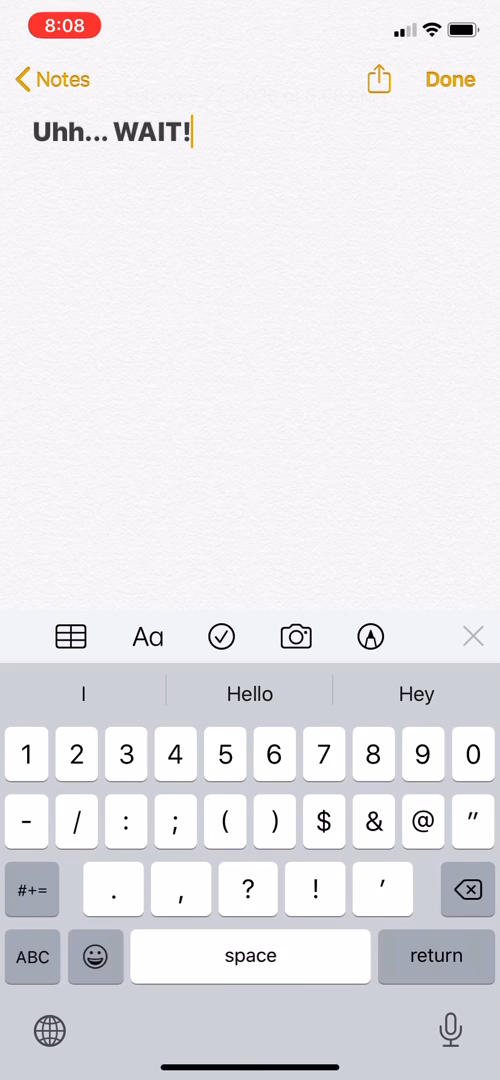 8:08
Notes Done
Uhh... WAIT!
Aa
I Hello Hey
1 2 3 4 5 6 7 8 9 0
- / : ; ( ) $ & @ "
#+= . , ? ! '
ABC space return